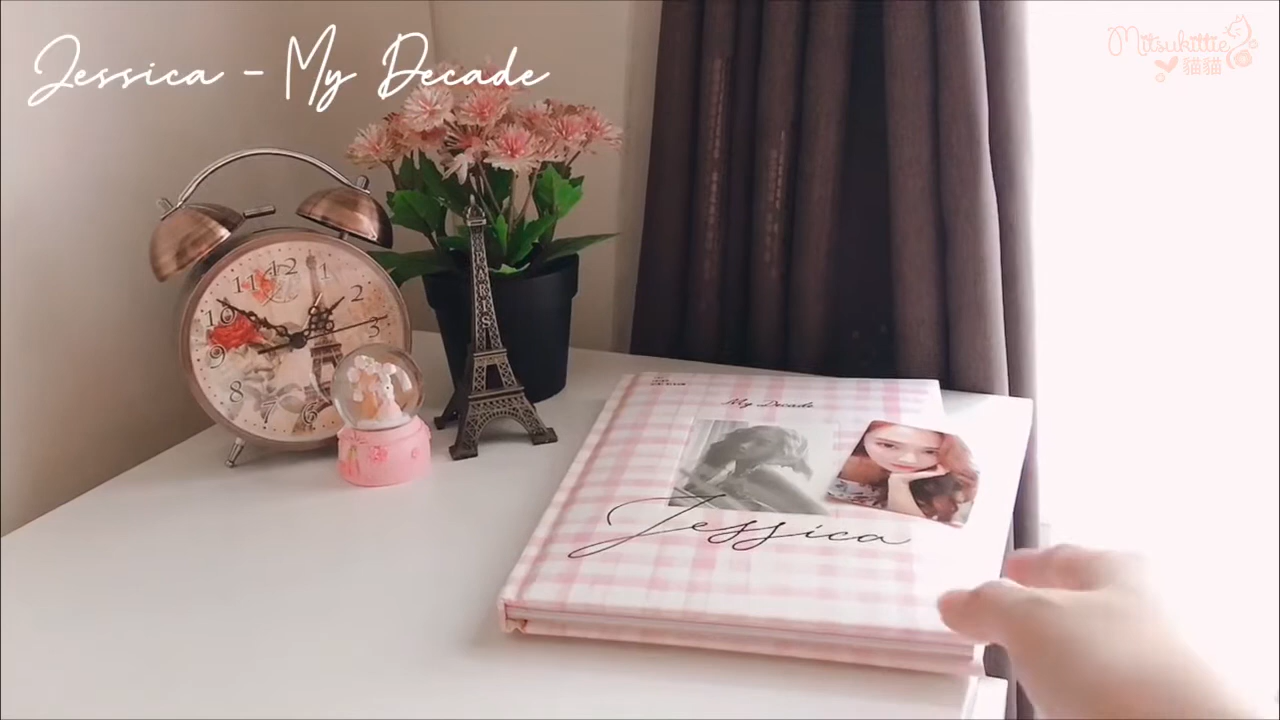 Jessica - My Decade
Mitsukittie
貓貓
12
1
11
2
10
3
9
8
7
6
PARIS
My Decade
Jessica